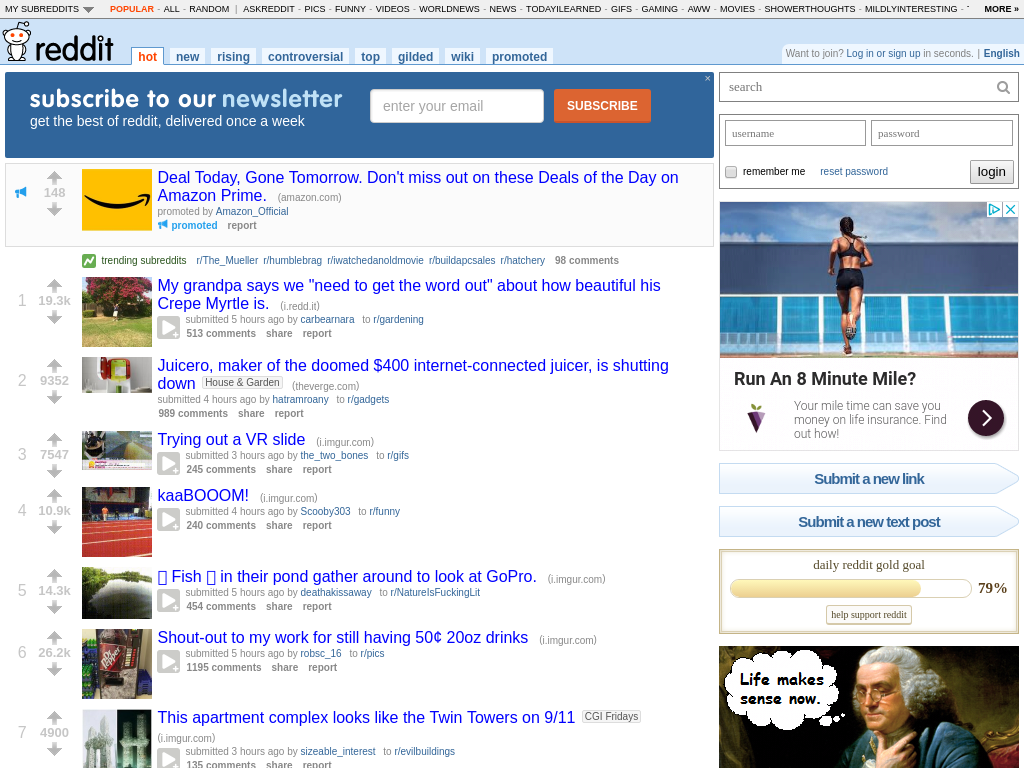 MY SUBREDDITS POPULAR - ALL - RANDOM | ASKREDDIT - PICS - FUNNY - VIDEOS - WORLDNEWS - NEWS - TODAYILEARNED - GIFS - GAMING - AWW - MOVIES - SHOWERTHOUGHTS - MILDLYINTERESTING - MORE »
reddit hot new rising controversial top gilded wiki promoted
Want to join? Log in or sign up in seconds. | English
subscribe to our newsletter
get the best of reddit, delivered once a week
enter your email
SUBSCRIBE
×
148
Deal Today, Gone Tomorrow. Don't miss out on these Deals of the Day on
Amazon Prime. (amazon.com)
promoted by Amazon_Official
promoted report
trending subreddits r/The_Mueller r/humblebrag r/iwatchedanoldmovie r/buildapcsales r/hatchery 98 comments
1 19.3k
My grandpa says we "need to get the word out" about how beautiful his
Crepe Myrtle is. (i.redd.it)
submitted 5 hours ago by carbearnara to r/gardening
513 comments share report
2 9352
Juicero, maker of the doomed $400 internet-connected juicer, is shutting
down House & Garden (theverge.com)
submitted 4 hours ago by hatramroany to r/gadgets
989 comments share report
3 7547
Trying out a VR slide (i.imgur.com)
submitted 3 hours ago by the_two_bones to r/gifs
245 comments share report
4 10.9k
kaaBOOOM! (i.imgur.com)
submitted 4 hours ago by Scooby303 to r/funny
240 comments share report
5 14.3k
Fish in their pond gather around to look at GoPro. (i.imgur.com)
submitted 5 hours ago by deathakissaway to r/NatureIsFuckingLit
454 comments share report
6 26.2k
Shout-out to my work for still having 50¢ 20oz drinks (i.imgur.com)
submitted 5 hours ago by robsc_16 to r/pics
1195 comments share report
7 4900
This apartment complex looks like the Twin Towers on 9/11 CGI Fridays
(i.imgur.com)
submitted 3 hours ago by sizeable_interest to r/evilbuildings
135 comments share report
search
username password
remember me reset password login
Run An 8 Minute Mile?
Your mile time can save you
money on life insurance. Find
out how!
Submit a new link
Submit a new text post
daily reddit gold goal
79%
help support reddit
Life makes
sense now.